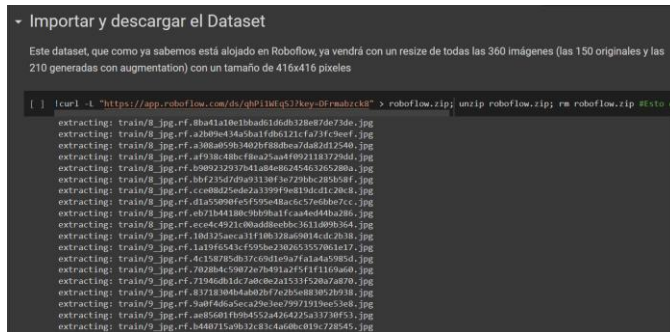 Importar y descargar el Dataset
Este dataset, que como ya sabemos está alojado en Roboflow, ya vendrá con un resize de todas las 360 imágenes (las 150 originales y las
210 generadas con augmentation) con un tamaño de 416x416 pixeles
[ ] !curl -L "https://app.roboflow.com/ds/qhPi1WEq5J?key=DFrmabzck8" > roboflow.zip; unzip roboflow.zip; rm roboflow.zip #Esto
extracting: train/8_jpg.rf.8ba41a10e1bbad61d6db328e87de73de.jpg
extracting: train/8_jpg.rf.a2b09e434a5ba1fdb6121cfa73fc9eef.jpg
extracting: train/8_jpg.rf.a308a059b3402bf88dbea7da82d12540.jpg
extracting: train/8_jpg.rf.af938c48bcf8ea25aa4f0921183729dd.jpg
extracting: train/8_jpg.rf.b909232937b41a84e86245463265280a.jpg
extracting: train/8_jpg.rf.bbf235d7d9a93130f3e729bbc285b58f.jpg
extracting: train/8_jpg.rf.cce08d25ede2a3399f9e819dcd1c20c8.jpg
extracting: train/8_jpg.rf.d1a55090fe5f595e48ac6c57e6bbe7cc.jpg
extracting: train/8_jpg.rf.eb71b44180c9bb9ba1fcaa4ed44ba286.jpg
extracting: train/8_jpg.rf.ece4c4921c00add8eebbc3611d09b364.jpg
extracting: train/9_jpg.rf.10d325aeca31f10b328a69014cdc2b38.jpg
extracting: train/9_jpg.rf.1a19f6543cf595be2302653557061e17.jpg
extracting: train/9_jpg.rf.4c158785db37c69d1e9a7fa1a4a5985d.jpg
extracting: train/9_jpg.rf.7028b4c59072e7b491a2f5f1f1169a60.jpg
extracting: train/9_jpg.rf.71946db1dc7a0c0e2a1533f520a7a870.jpg
extracting: train/9_jpg.rf.83718304b4ab02bf7e2b5e883052b938.jpg
extracting: train/9_jpg.rf.9a0f4d6a5eca29e3ee79971919ee53e8.jpg
extracting: train/9_jpg.rf.ae85601fb9b4552a4264225a33730f53.jpg
extracting: train/9_jpg.rf.b440715a9b32c83c4a60bc019c728545.jpg